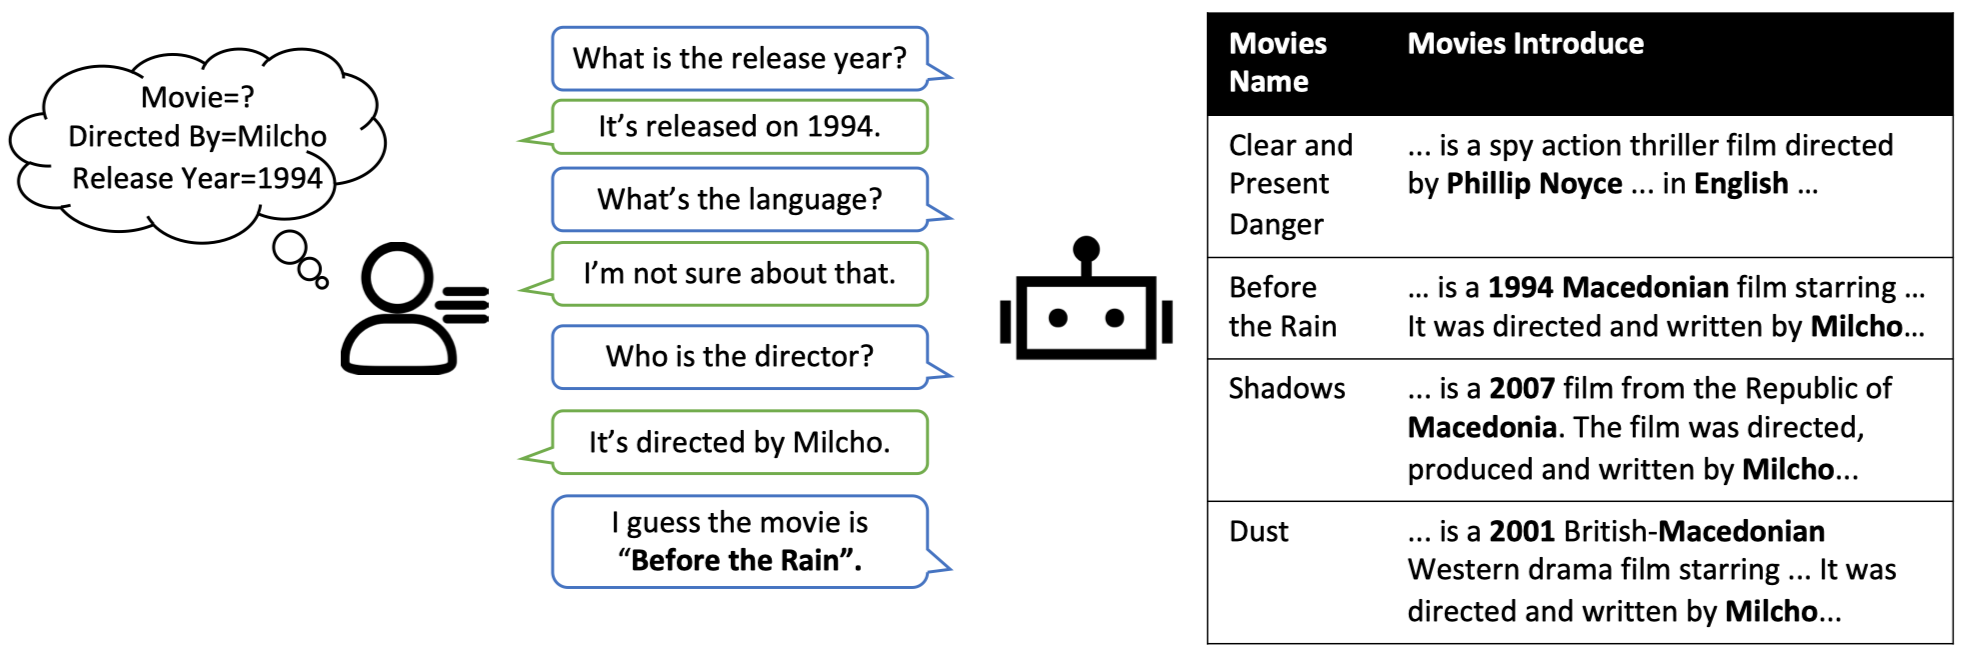 Movie=?
Directed By=Milcho
Release Year=1994
What is the release year?
It's released on 1994.
What's the language?
I'm not sure about that.
Who is the director?
It's directed by Milcho.
I guess the movie is
“Before the Rain”.
Movies
Name
Movies Introduce
Clear and
Present
Danger
... is a spy action thriller film directed
by Phillip Noyce ... in English ...
Before
the Rain
... is a 1994 Macedonian film starring ...
It was directed and written by Milcho...
Shadows
... is a 2007 film from the Republic of
Macedonia. The film was directed,
produced and written by Milcho...
Dust
... is a 2001 British-Macedonian
Western drama film starring ... It was
directed and written by Milcho...